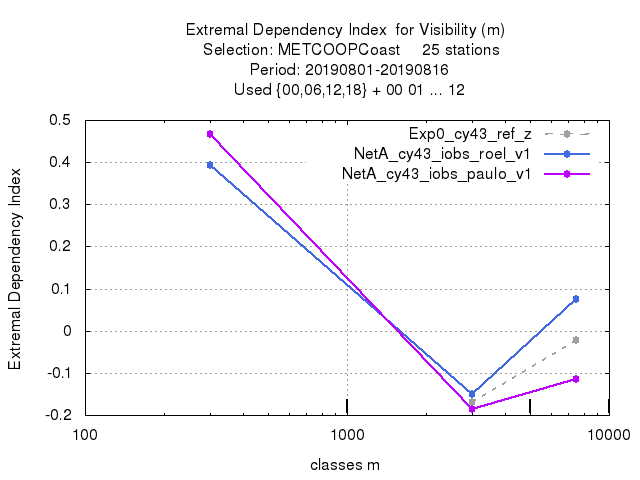 Extremal Dependency Index  for Visibility (m)
Selection: METCOOPCoast     25 stations
Period: 20190801-20190816
Used {00,06,12,18} + 00 01 ... 12
Exp0_cy43_ref_z
NetA_cy43_iobs_roel_v1
NetA_cy43_iobs_paulo_v1
Extremal Dependency Index
0.5
0.4
0.3
0.2
0.1
0
-0.1
-0.2
100 1000 10000
classes m